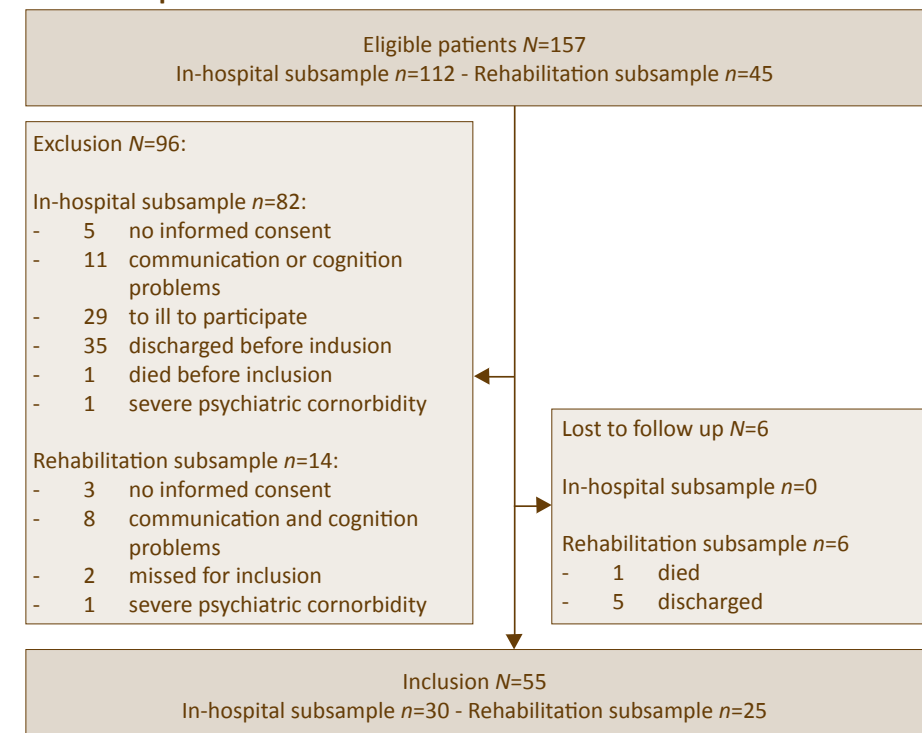 Eligible patients N=157
In-hospital subsample n=112 - Rehabilitation subsample n=45
Exclusion N=96:
In-hospital subsample n=82:
- 5 no informed consent
- 11 communication or cognition
problems
- 29 to ill to participate
- 35 discharged before indusion
- 1 died before inclusion
- 1 severe psychiatric cornorbidity
Rehabilitation subsample n=14:
- 3 no informed consent
- 8 communication and cognition
problems
- 2 missed for inclusion
- 1 severe psychiatric cornorbidity
Lost to follow up N=6
In-hospital subsample n=0
Rehabilitation subsample n=6
- 1 died
- 5 discharged
Inclusion N=55
In-hospital subsample n=30 - Rehabilitation subsample n=25